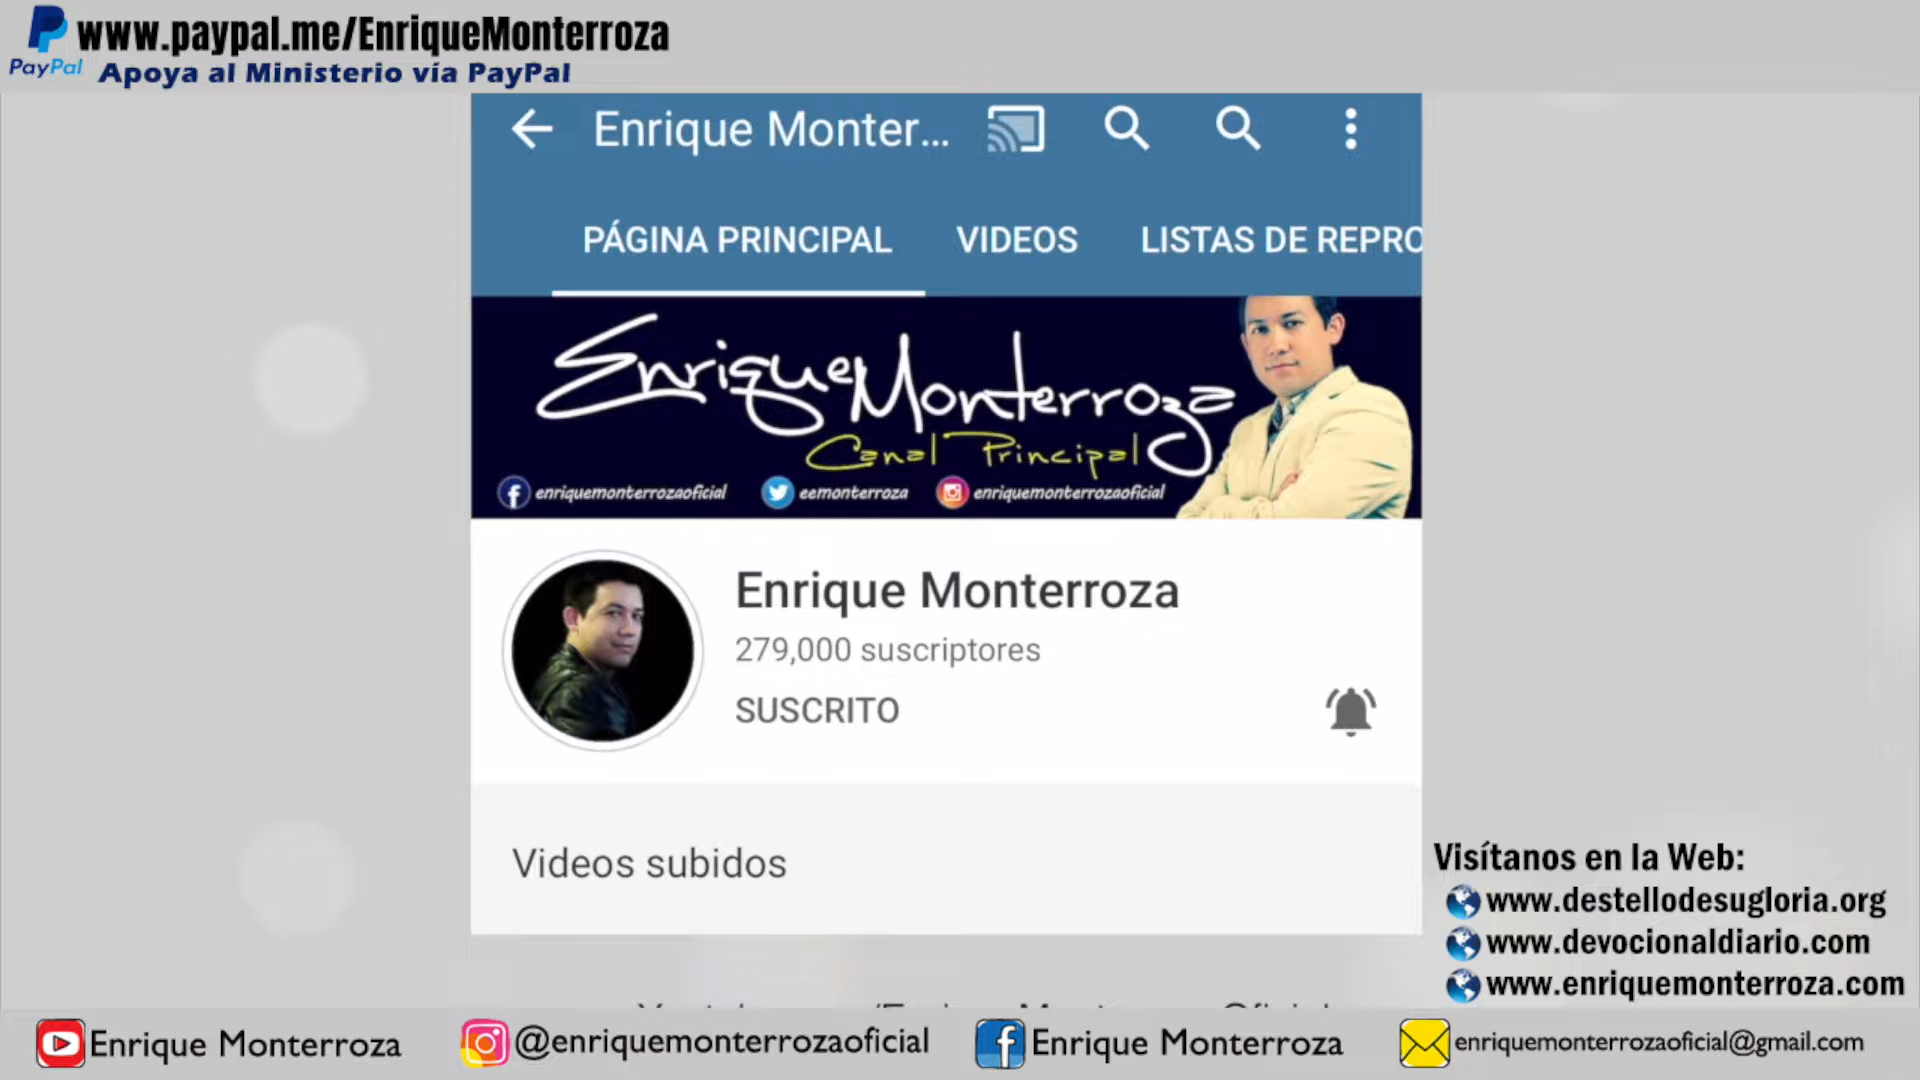 www.paypal.me/EnriqueMonterroza
PayPal
Apoya al Ministerio vía PayPal
Enrique Monter...
PÁGINA PRINCIPAL VIDEOS LISTAS DE REPRO
Enrique Monterroza
Canal Principal
enriquemonterrozaoficial eemonterroza enriquemonterrozaoficial
Enrique Monterroza
279,000 suscriptores
SUSCRITO
Videos subidos
Visítanos en la Web:
www.destellodesugloria.org
www.devocionaldiario.com
www.enriquemonterroza.com
Enrique Monterroza @enriquemonterrozaoficial Enrique Monterroza enriquemonterrozaoficial@gmail.com